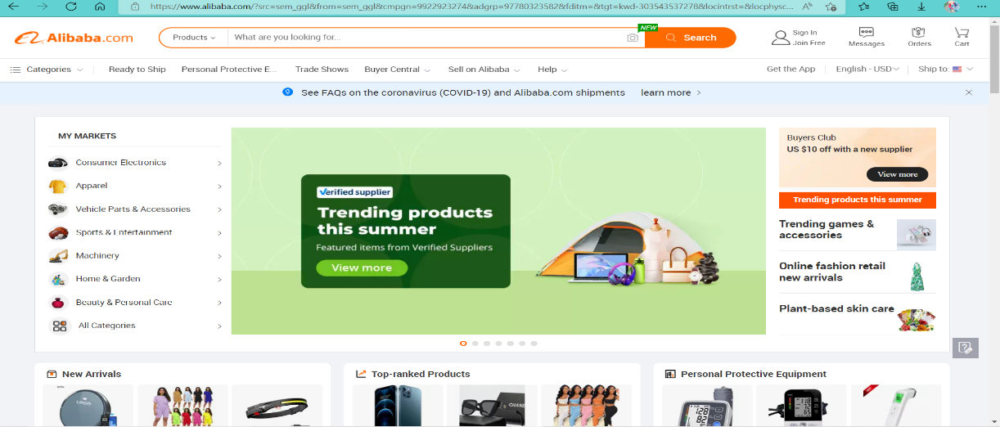 https://www.alibaba.com/?src=sem_ggl&from=sem_ggl&cmpgn=9922923274&adgrp=97780323582&fditm=&tgt=kwd-303543537278&locintrst=&locphysc...
Alibaba.com
Products
What are you looking for...
NEW
Search
Sign In
Join Free
Messages
Orders
Cart
Categories
Ready to Ship
Personal Protective E...
Trade Shows
Buyer Central
Sell on Alibaba
Help
Get the App
English - USD
Ship to:
See FAQs on the coronavirus (COVID-19) and Alibaba.com shipments learn more >
MY MARKETS
Consumer Electronics
Apparel
Vehicle Parts & Accessories
Sports & Entertainment
Machinery
Home & Garden
Beauty & Personal Care
All Categories
Verified supplier
Trending products
this summer
Featured items from Verified Suppliers
View more
Buyers Club
US $10 off with a new supplier
View more
Trending products this summer
Trending games &
accessories
Online fashion retail
new arrivals
Plant-based skin care
New Arrivals
LOGO
Top-ranked Products
CHANE
Personal Protective Equipment